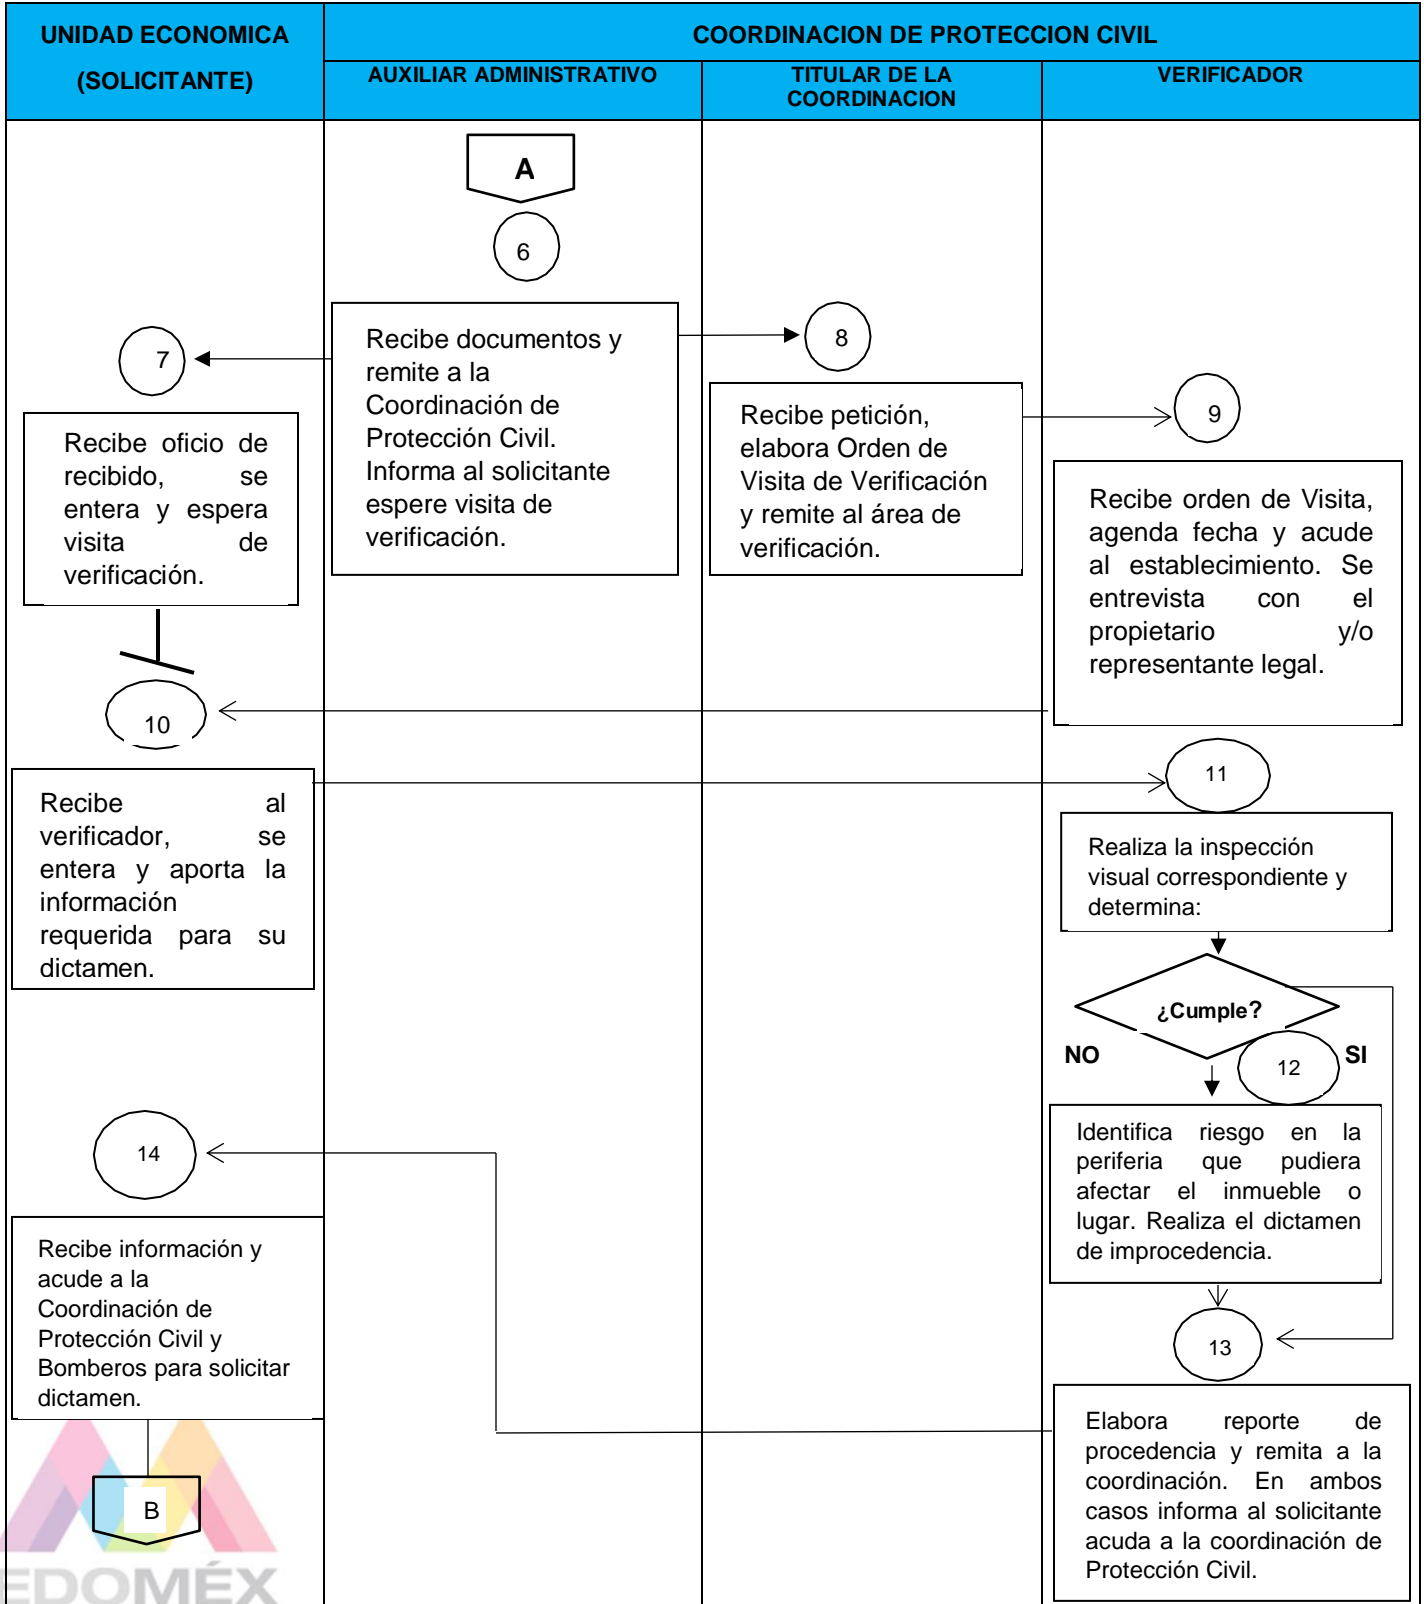 UNIDAD ECONOMICA
(SOLICITANTE)
COORDINACION DE PROTECCION CIVIL
AUXILIAR ADMINISTRATIVO
TITULAR DE LA
COORDINACION
VERIFICADOR
A
6
Recibe documentos y
remite a la
Coordinación de
Protección Civil.
Informa al solicitante
espere visita de
verificación.
7
Recibe oficio de
recibido, se
entera y espera
visita de
verificación.
8
Recibe petición,
elabora Orden de
Visita de Verificación
y remite al área de
verificación.
9
Recibe orden de Visita,
agenda fecha y acude
al establecimiento. Se
entrevista con el
propietario y/o
representante legal.
10
Recibe al
verificador, se
entera y aporta la
información
requerida para su
dictamen.
11
Realiza la inspección
visual correspondiente y
determina:
¿Cumple?
NO
SI
12
Identifica riesgo en la
periferia que pudiera
afectar el inmueble o
lugar. Realiza el dictamen
de improcedencia.
13
Elabora reporte de
procedencia y remita a la
coordinación. En ambos
casos informa al solicitante
acuda a la coordinación de
Protección Civil.
14
Recibe información y
acude a la
Coordinación de
Protección Civil y
Bomberos para solicitar
dictamen.
B
EDOMÉX